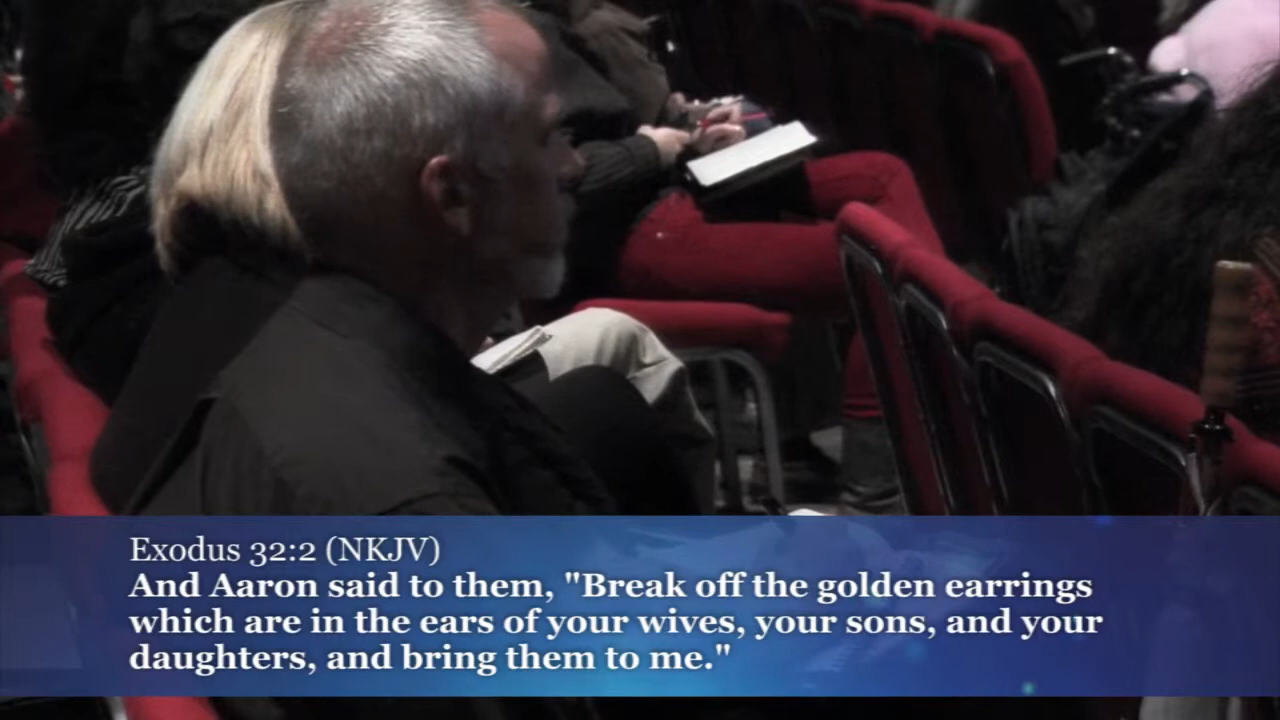 Exodus 32:2 (NKJV)
And Aaron said to them, "Break off the golden earrings
which are in the ears of your wives, your sons, and your
daughters, and bring them to me."